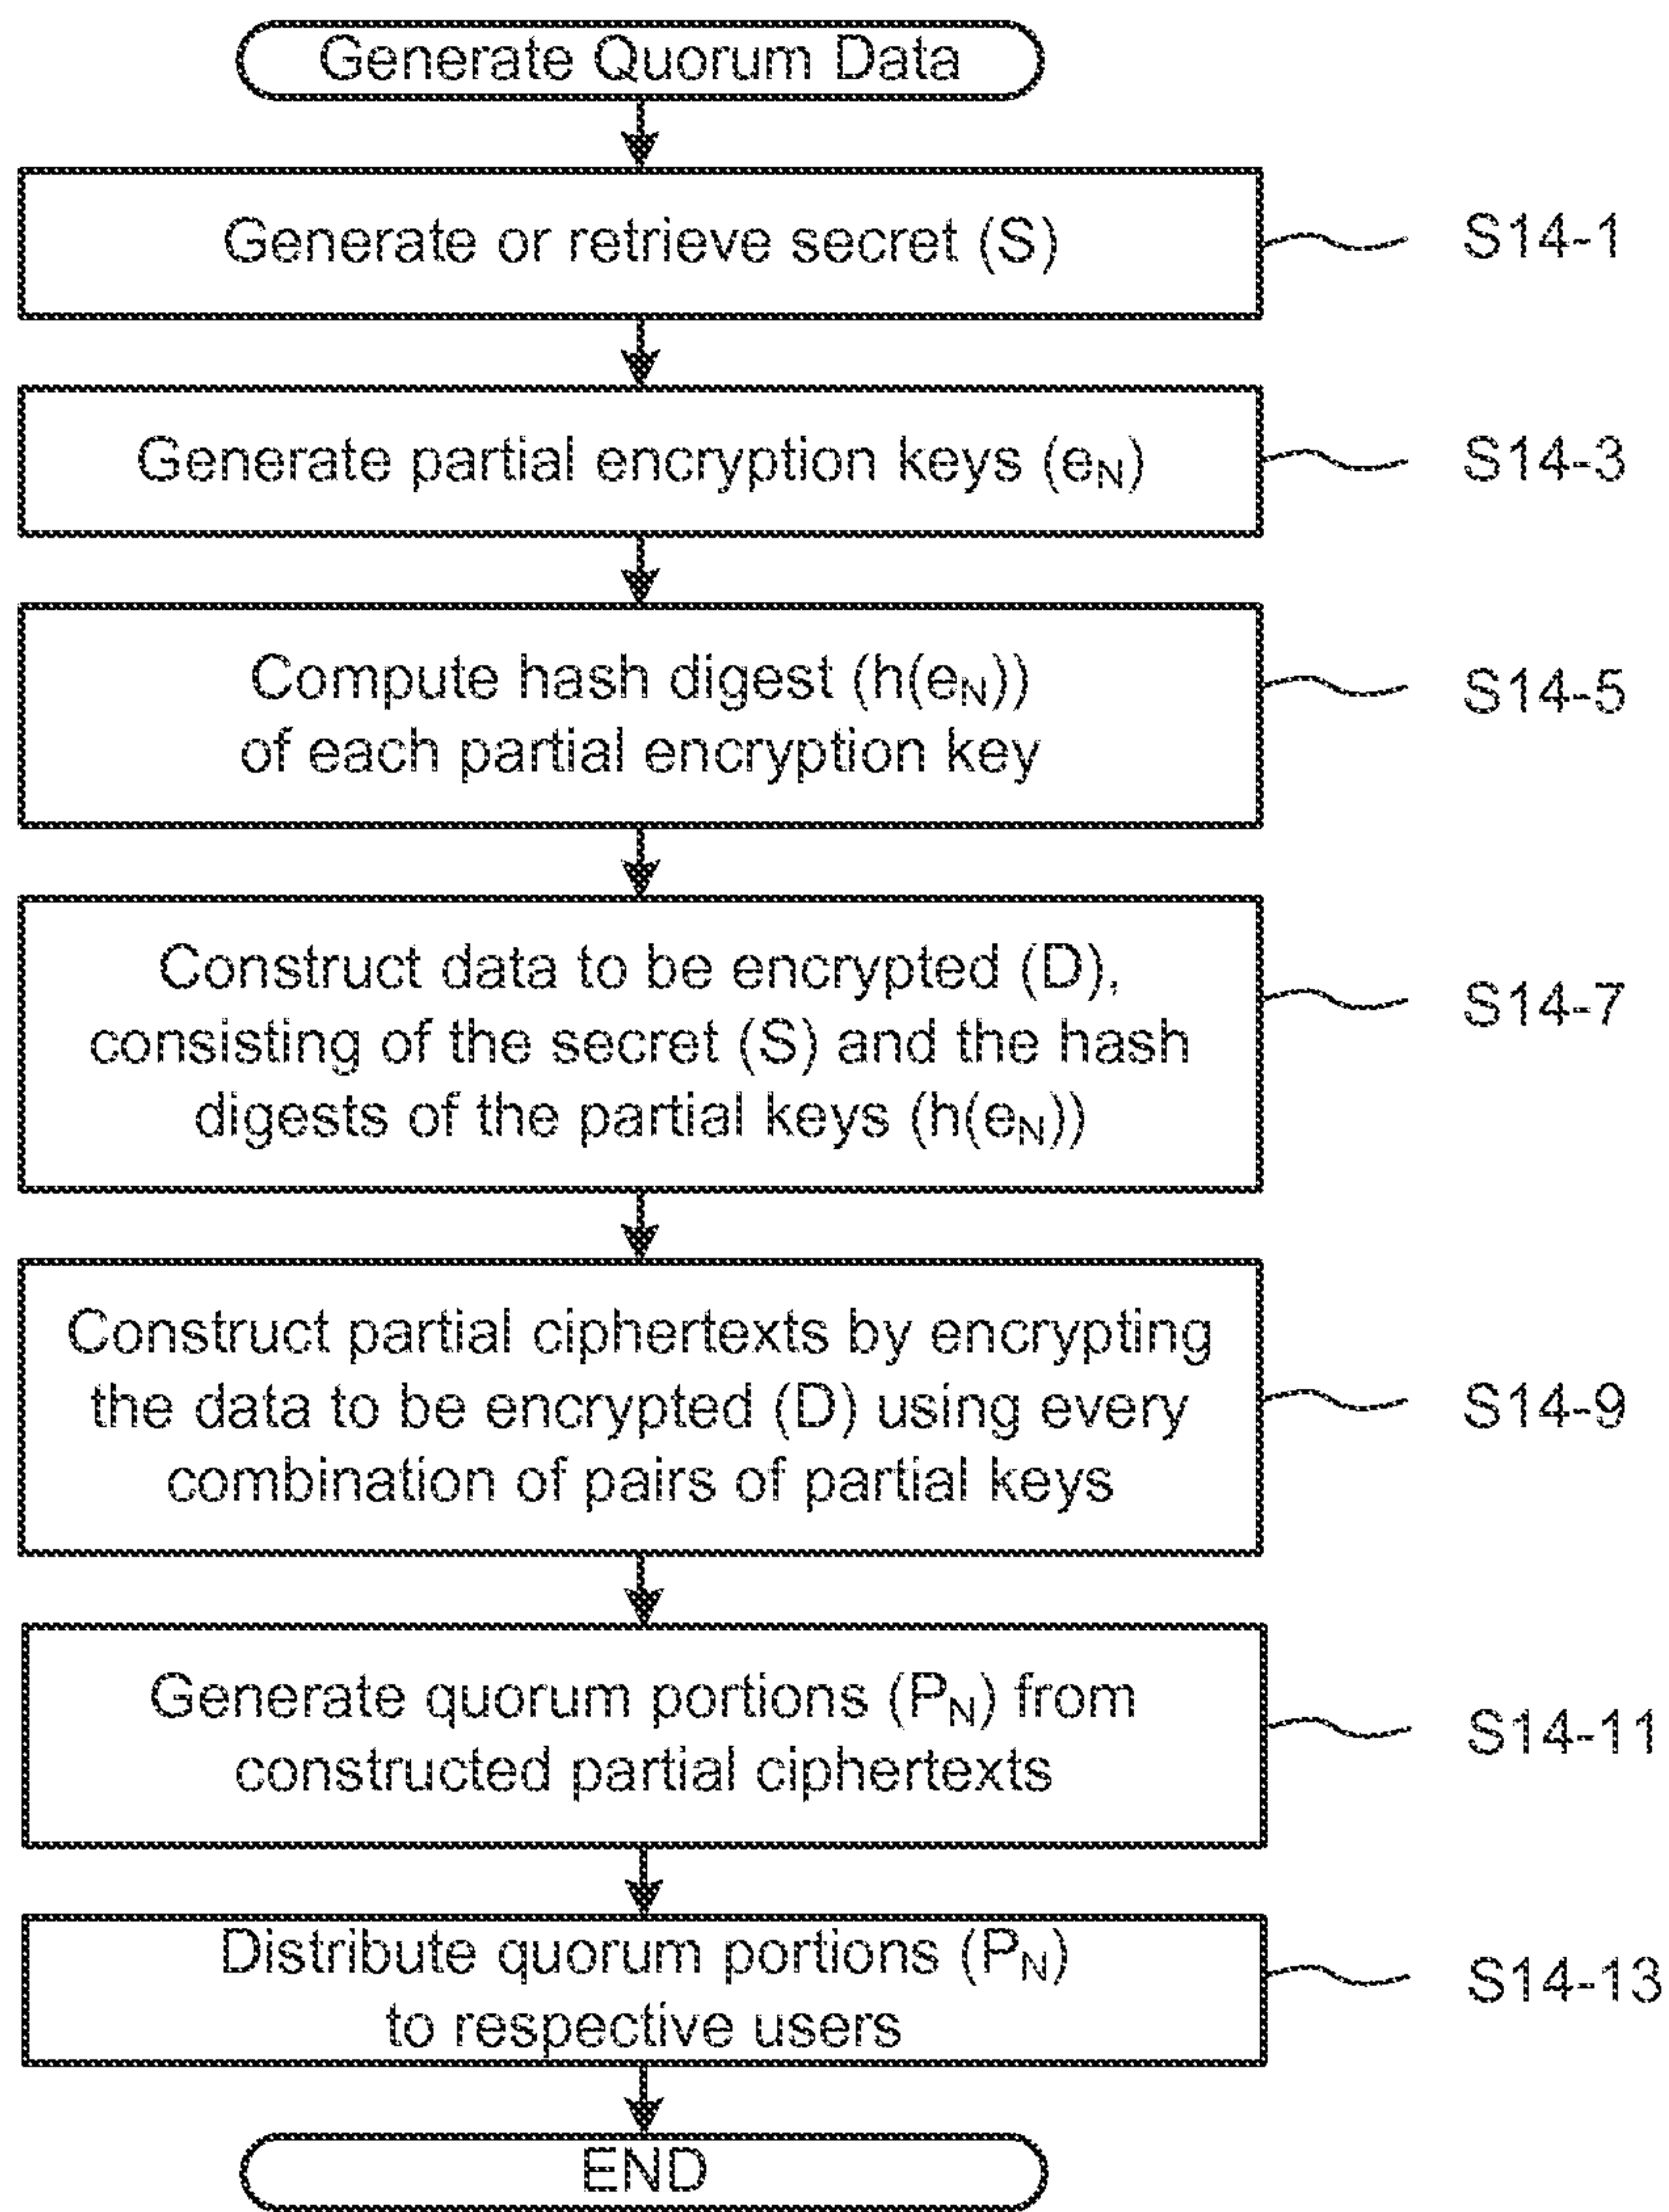 Generate Quorum Data
Generate or retrieve secret (S)
S14-1
Generate partial encryption keys (eN)
S14-3
Compute hash digest (h(eN))
of each partial encryption key
S14-5
Construct data to be encrypted (D),
consisting of the secret (S) and the hash
digests of the partial keys (h(eN))
S14-7
Construct partial ciphertexts by encrypting
the data to be encrypted (D) using every
combination of pairs of partial keys
S14-9
Generate quorum portions (PN) from
constructed partial ciphertexts
S14-11
Distribute quorum portions (PN)
to respective users
S14-13
END